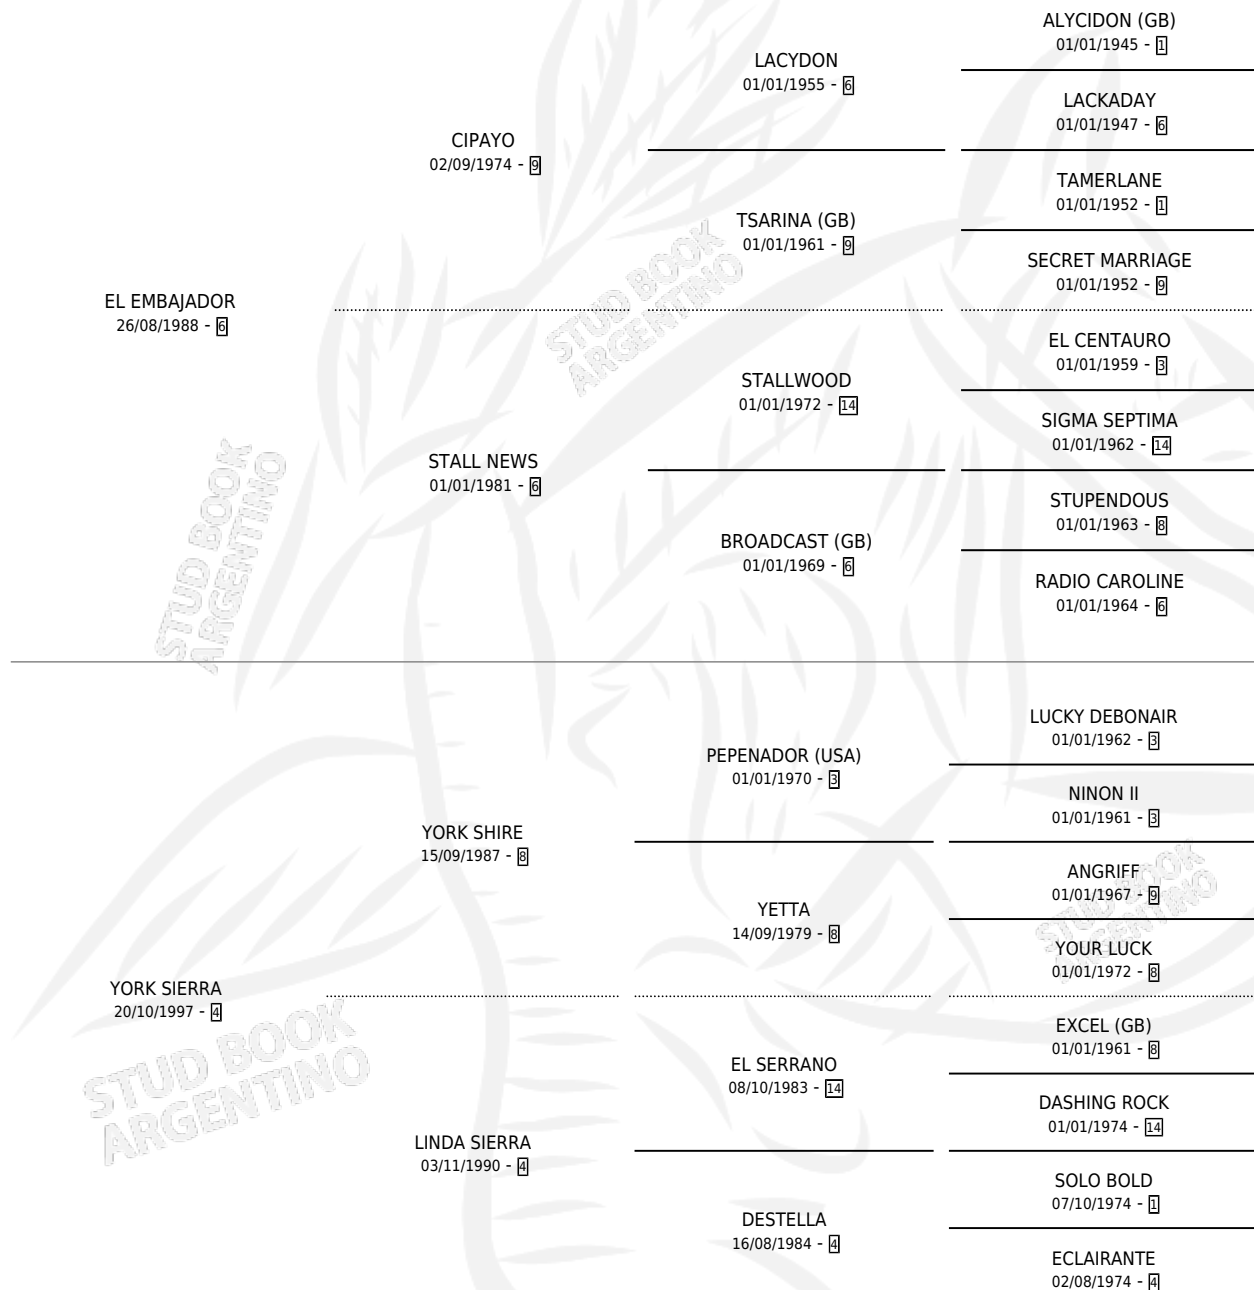 ALYCIDON (GB)
01/01/1945 - 1
LACYDON
01/01/1955 - 6
LACKADAY
01/01/1947 - 6
CIPAYO
02/09/1974 - 9
TAMERLANE
01/01/1952 - 1
TSARINA (GB)
01/01/1961 - 9
SECRET MARRIAGE
01/01/1952 - 9
EL EMBAJADOR
26/08/1988 - 6
EL CENTAURO
01/01/1959 - 3
STALLWOOD
01/01/1972 - 14
SIGMA SEPTIMA
01/01/1962 - 14
STALL NEWS
01/01/1981 - 6
STUPENDOUS
01/01/1963 - 8
BROADCAST (GB)
01/01/1969 - 6
RADIO CAROLINE
01/01/1964 - 6
STUD BOOK
ARGENTINO
STUD BOOK
ARGENTINO
LUCKY DEBONAIR
01/01/1962 - 3
PEPENADOR (USA)
01/01/1970 - 3
NINON II
01/01/1961 - 3
YORK SHIRE
15/09/1987 - 8
ANGRIFF
01/01/1967 - 9
YETTA
14/09/1979 - 8
YOUR LUCK
01/01/1972 - 8
STUD BOOK
ARGENTINO
YORK SIERRA
20/10/1997 - 4
EXCEL (GB)
01/01/1961 - 8
EL SERRANO
08/10/1983 - 14
DASHING ROCK
01/01/1974 - 14
STUD BOOK
ARGENTINO
LINDA SIERRA
03/11/1990 - 4
SOLO BOLD
07/10/1974 - 1
DESTELLA
16/08/1984 - 4
ECLAIRANTE
02/08/1974 - 4